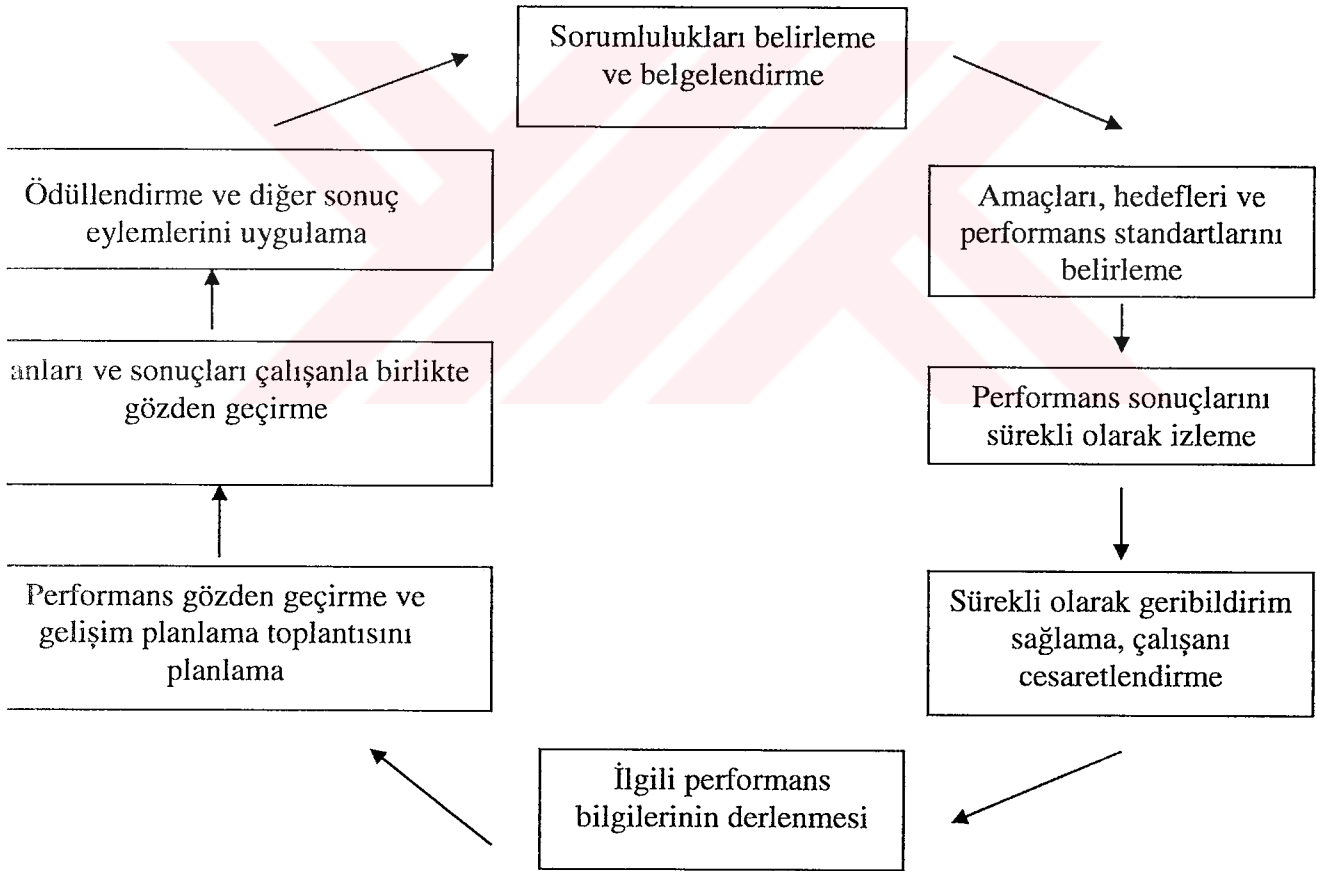 Sorumlulukları belirleme
ve belgelendirme
Amaçları, hedefleri ve
performans standartlarını
belirleme
Performans sonuçlarını
sürekli olarak izleme
Sürekli olarak geribildirim
sağlama, çalışanı
cesaretlendirme
İlgili performans
bilgilerinin derlenmesi
Performans gözden geçirme ve
gelişim planlama toplantısını
planlama
anları ve sonuçları çalışanla birlikte
gözden geçirme
Ödüllendirme ve diğer sonuç
eylemlerini uygulama